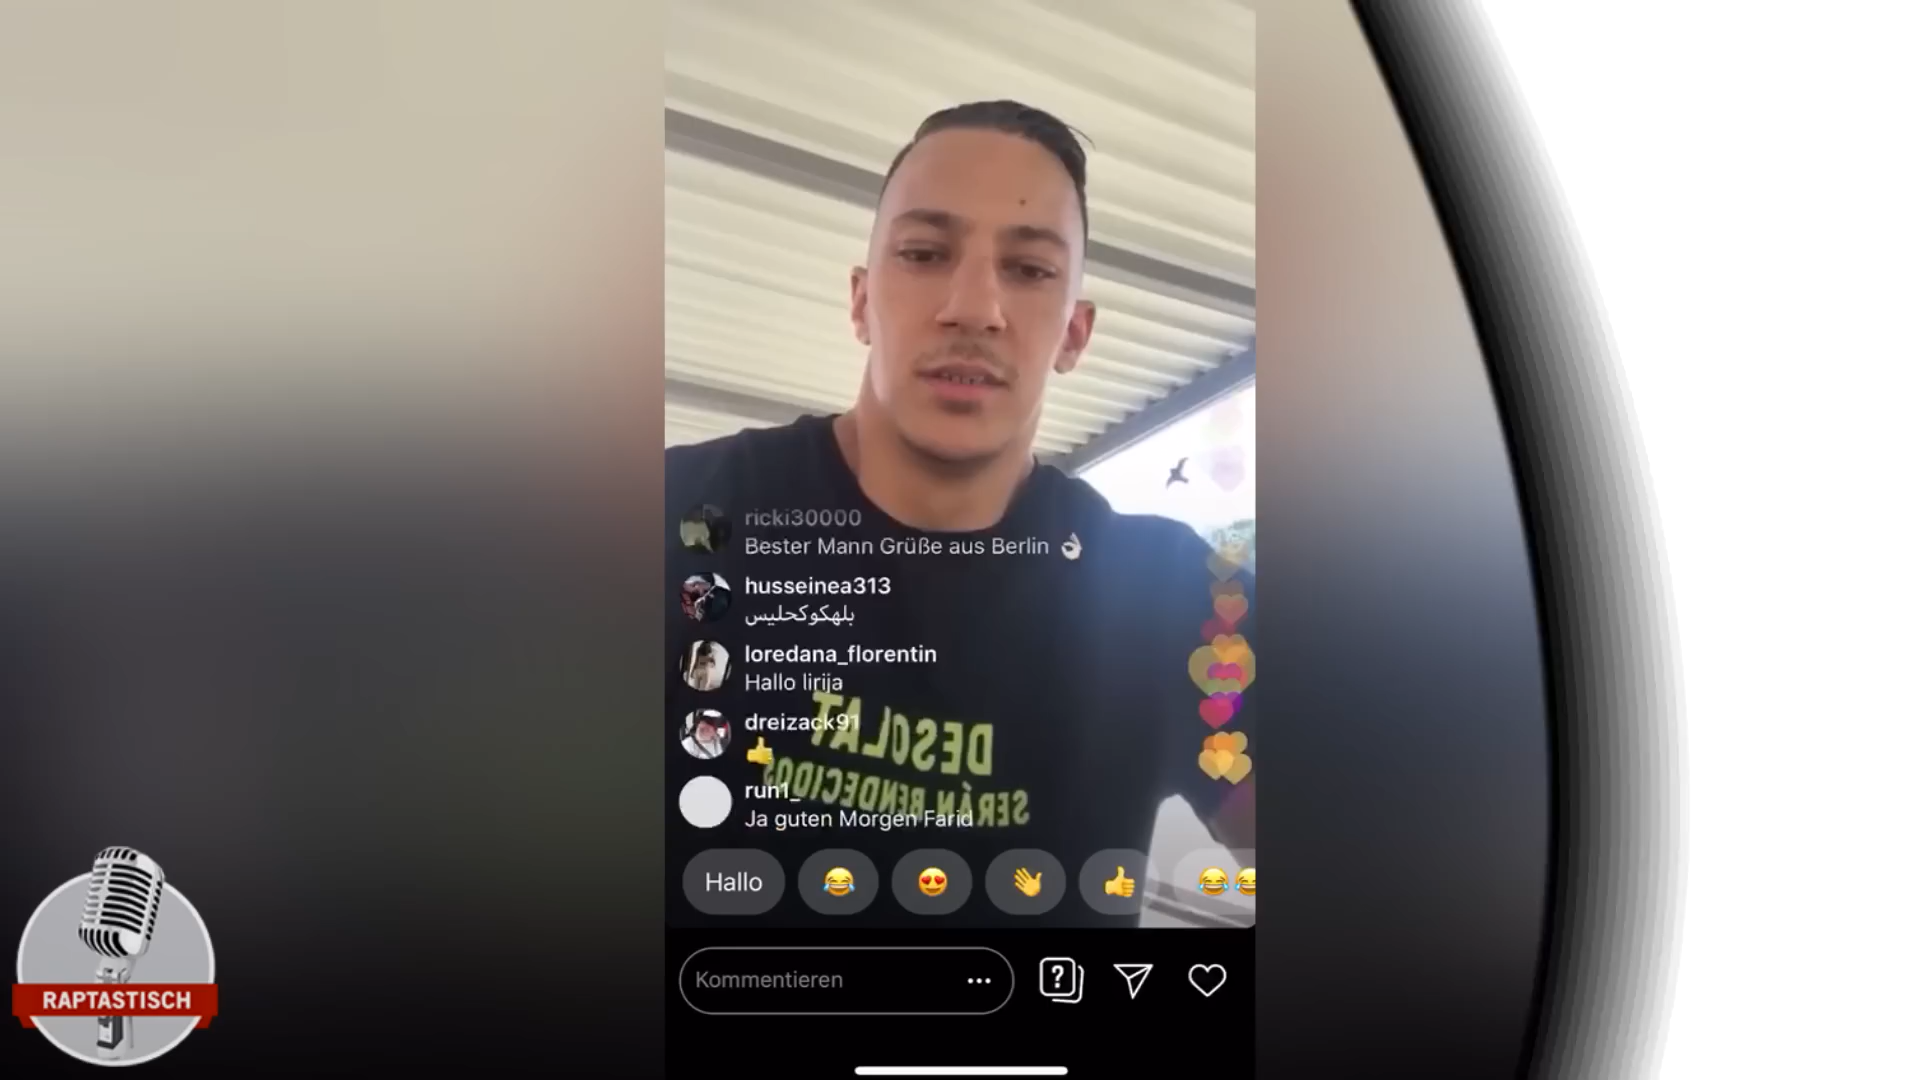 ricki30000
Bester Mann Grüße aus Berlin 👌🏻
husseinea313
بلهكوكحليس
loredana_florentin
Hallo lirija
dreizack91
👍
run1_
Ja guten Morgen Farid
DESOLAT
SERÁN BENDECIDOS
Hallo 😂 😍 👋 👍 😂😂
Kommentieren ...
?
RAPTASTISCH